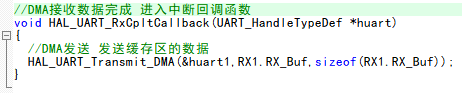 //DMA接收数据完成 进入中断回调函数
void HAL_UART_RxCpltCallback(UART_HandleTypeDef *huart)
{
//DMA发送 发送缓存区的数据
HAL_UART_Transmit_DMA(&huart1,RX1.RX_Buf,sizeof(RX1.RX_Buf));
}